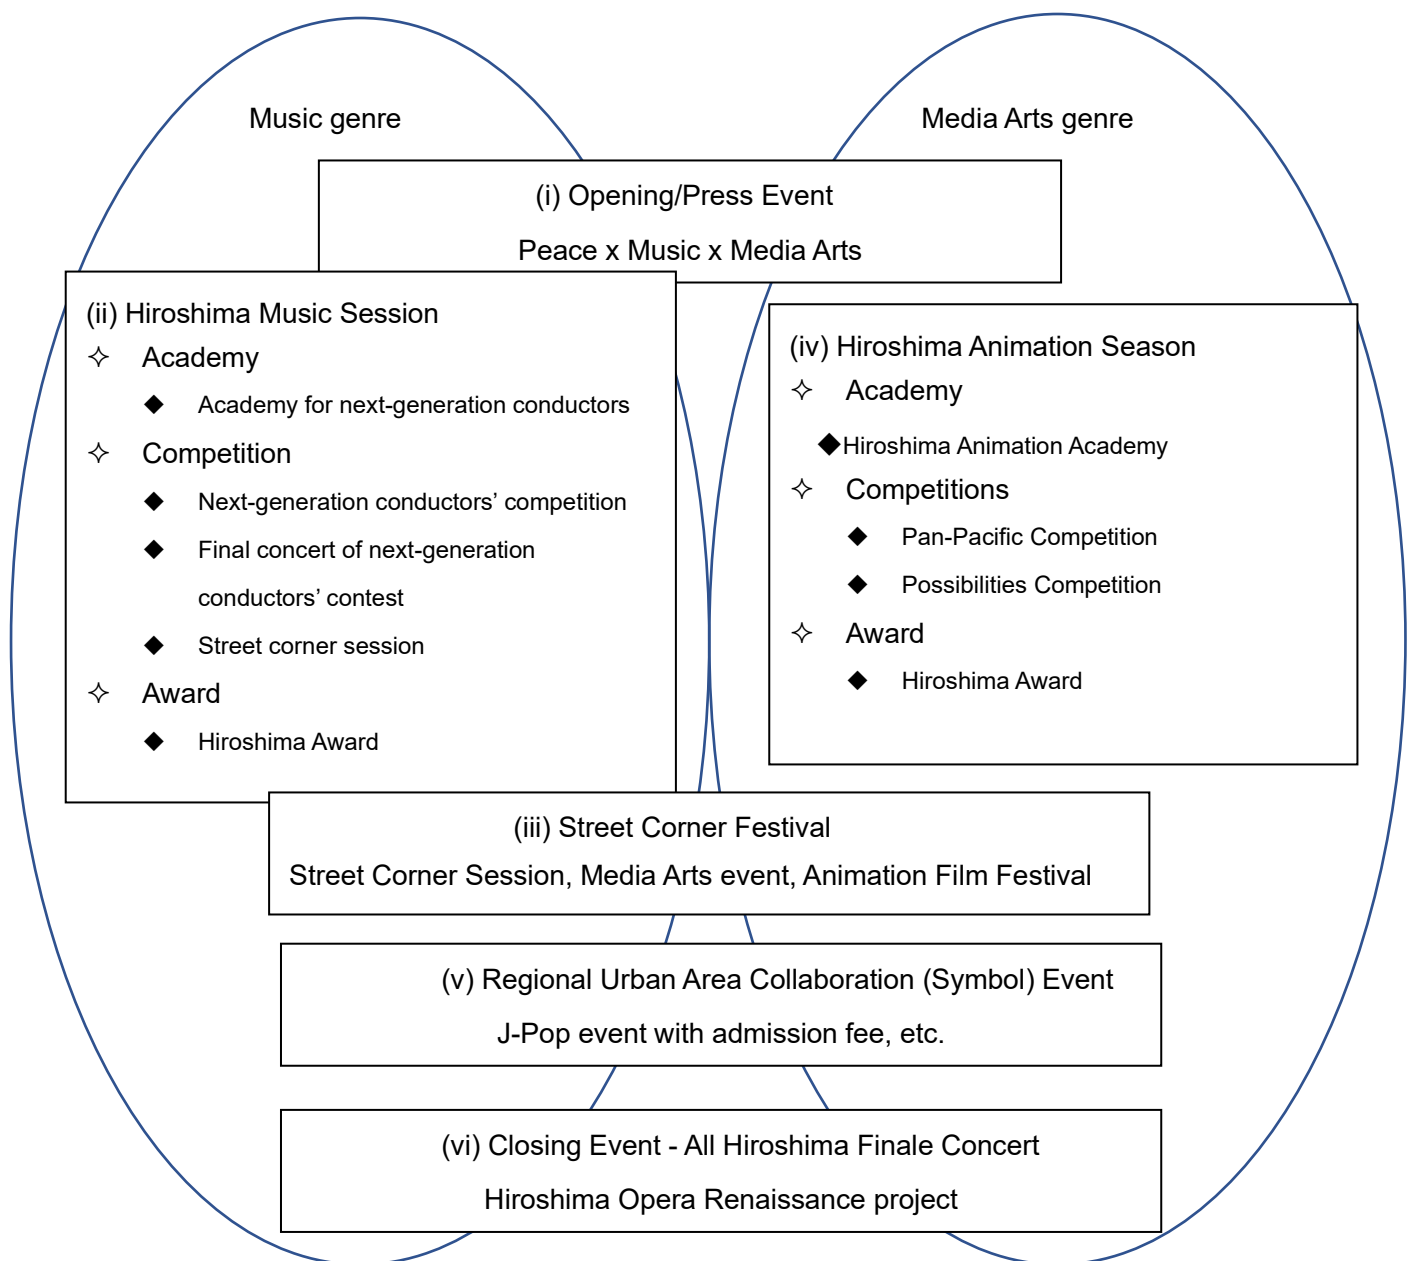 Music genre
Media Arts genre
(i) Opening/Press Event
Peace x Music x Media Arts
(ii) Hiroshima Music Session
✧ Academy
◆ Academy for next-generation conductors
✧ Competition
◆ Next-generation conductors’ competition
◆ Final concert of next-generation
conductors’ contest
◆ Street corner session
✧ Award
◆ Hiroshima Award
(iv) Hiroshima Animation Season
✧ Academy
◆Hiroshima Animation Academy
✧ Competitions
◆ Pan-Pacific Competition
◆ Possibilities Competition
✧ Award
◆ Hiroshima Award
(iii) Street Corner Festival
Street Corner Session, Media Arts event, Animation Film Festival
(v) Regional Urban Area Collaboration (Symbol) Event
J-Pop event with admission fee, etc.
(vi) Closing Event - All Hiroshima Finale Concert
Hiroshima Opera Renaissance project